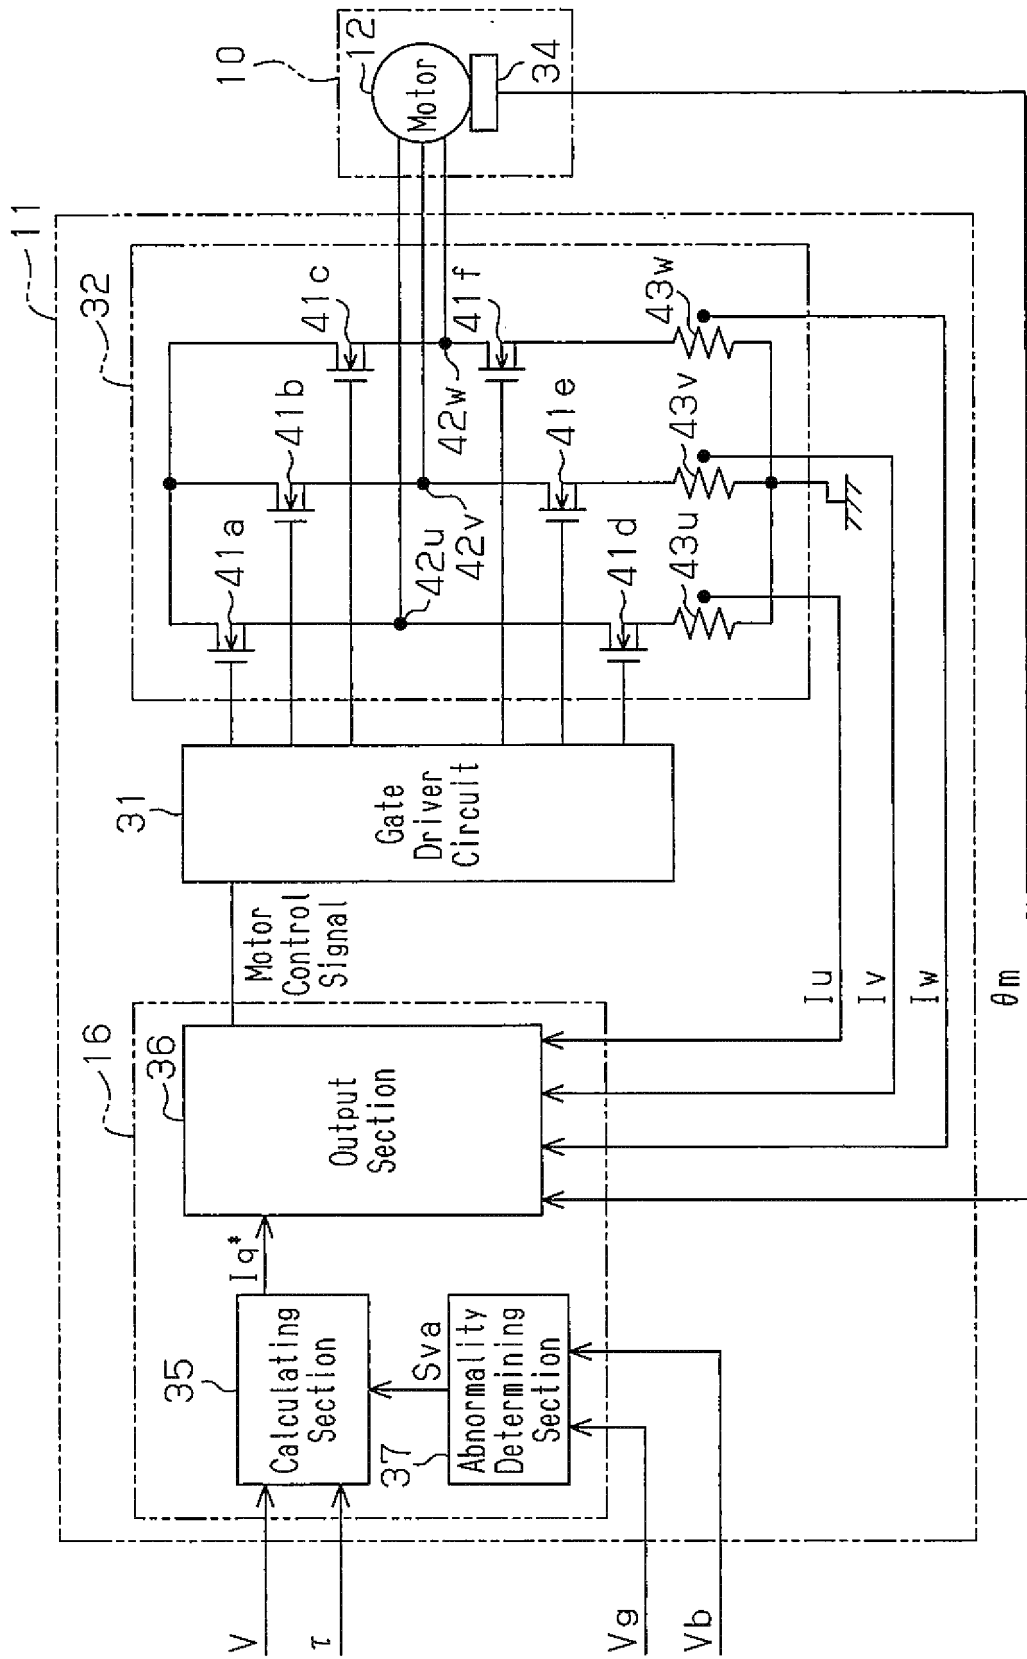 11
32
10
12
Motor
34
16
36
31
Output
Section
Motor
Control
Signal
Gate
Driver
Circuit
41a
41b
41c
42u
42v
42w
41d
41e
41f
43u
43v
43w
35
Calculating
Section
Iq*
Sva
37
Abnormality
Determining
Section
V
τ
Vg
Vb
Iu
Iv
Iw
θm